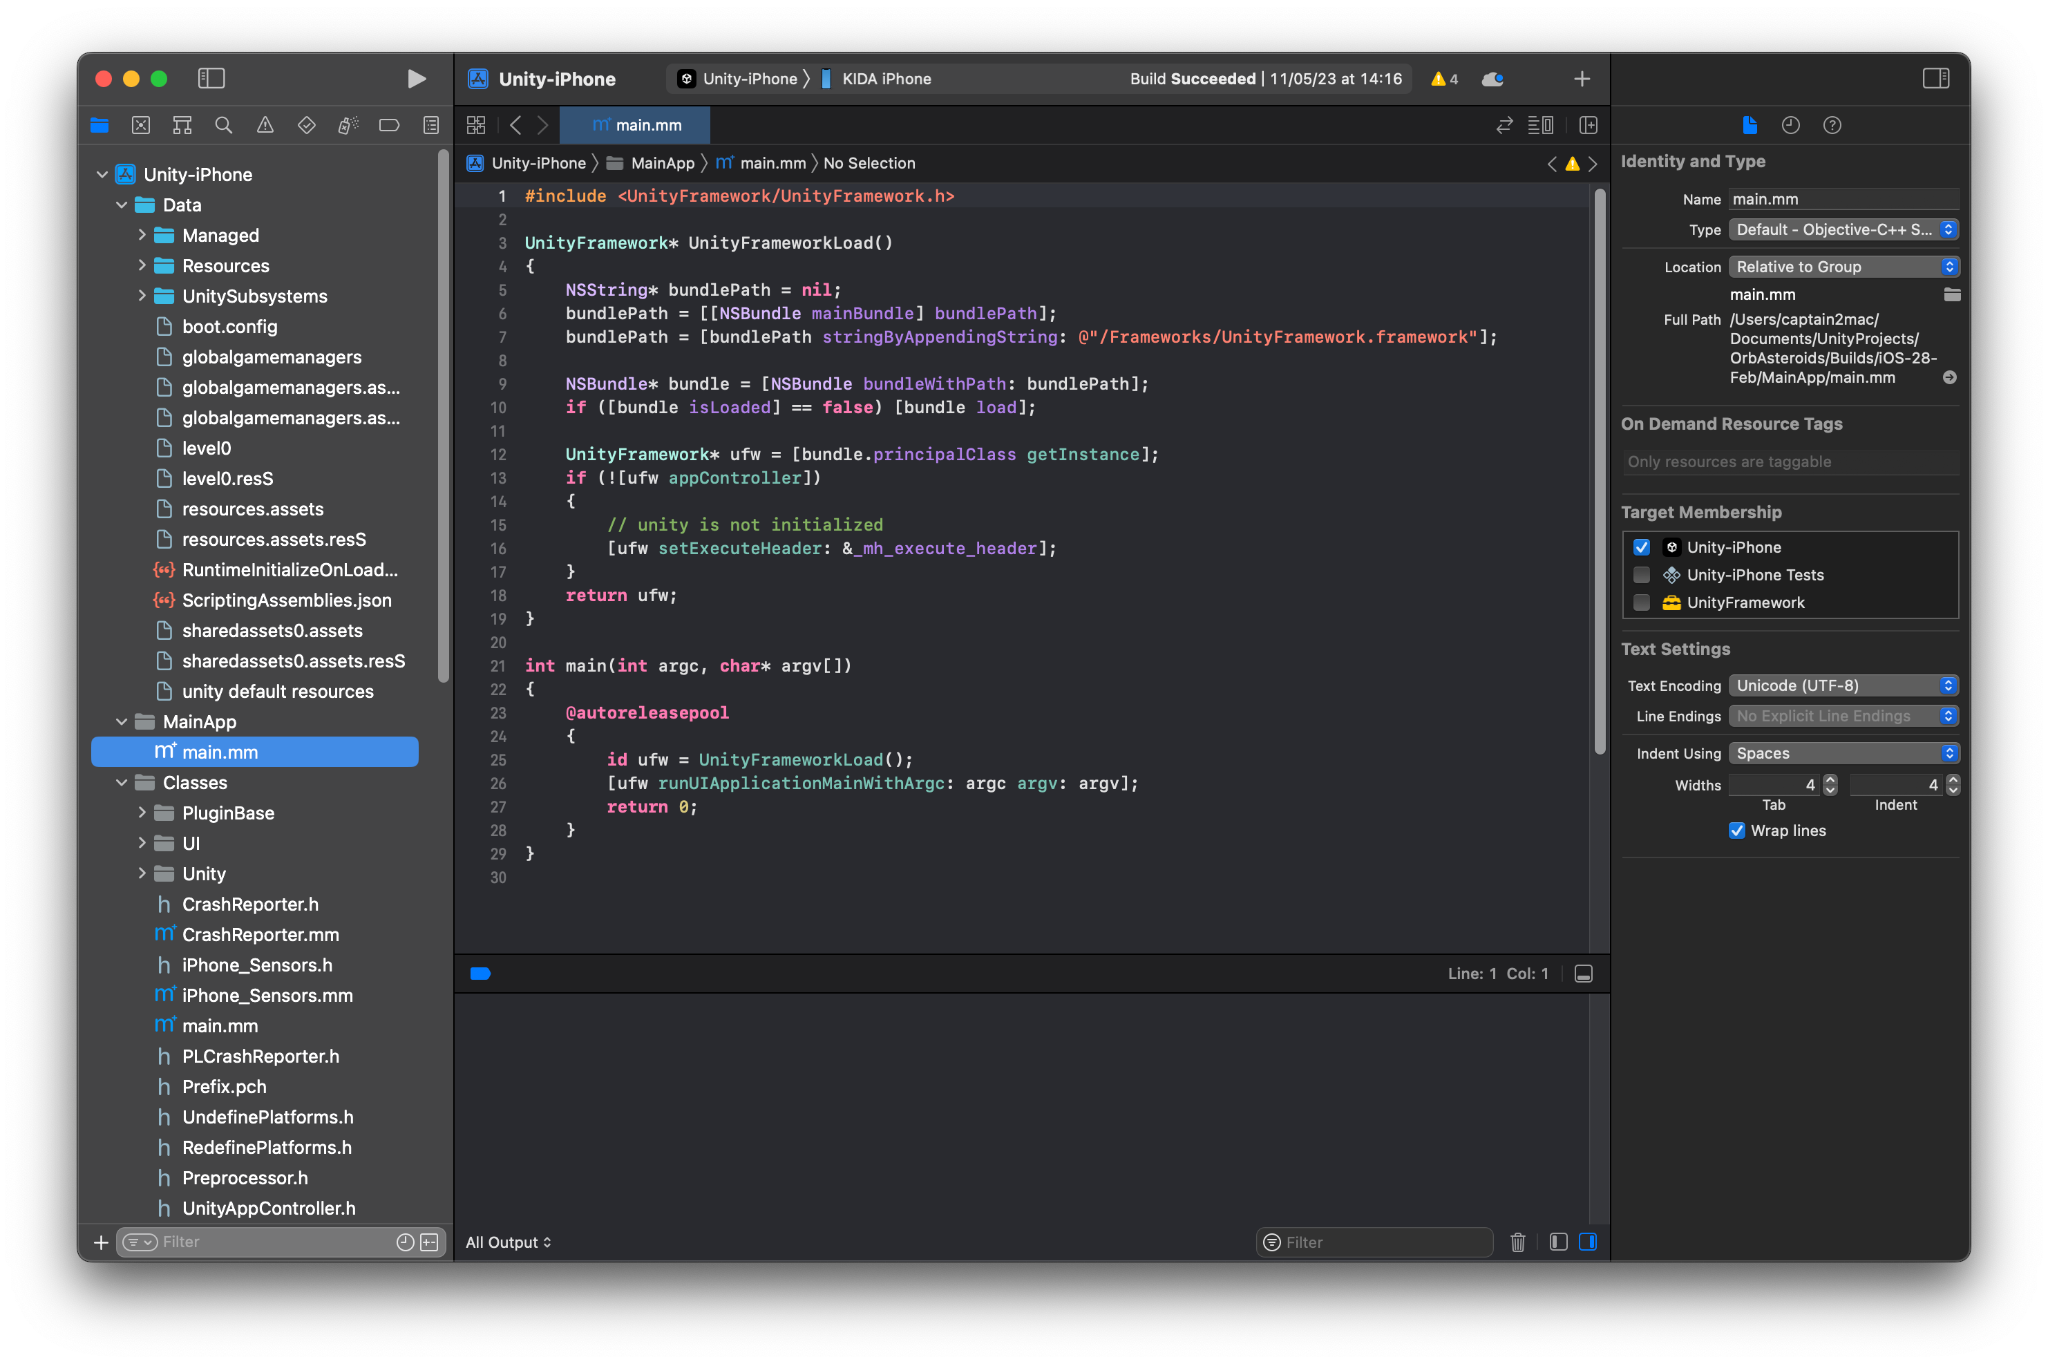 Unity-iPhone
Unity-iPhone
KIDA iPhone
Build Succeeded | 11/05/23 at 14:16
4
main.mm
Unity-iPhone
MainApp
main.mm
No Selection
Unity-iPhone
Data
Managed
Resources
UnitySubsystems
boot.config
globalgamemanagers
globalgamemanagers.as...
globalgamemanagers.as...
level0
level0.resS
resources.assets
resources.assets.resS
RuntimeInitializeOnLoad...
ScriptingAssemblies.json
sharedassets0.assets
sharedassets0.assets.resS
unity default resources
MainApp
main.mm
Classes
PluginBase
UI
Unity
CrashReporter.h
CrashReporter.mm
iPhone_Sensors.h
iPhone_Sensors.mm
main.mm
PLCrashReporter.h
Prefix.pch
UndefinePlatforms.h
RedefinePlatforms.h
Preprocessor.h
UnityAppController.h
Filter
1 #include <UnityFramework/UnityFramework.h>
2
3 UnityFramework* UnityFrameworkLoad()
4 {
5     NSString* bundlePath = nil;
6     bundlePath = [[NSBundle mainBundle] bundlePath];
7     bundlePath = [bundlePath stringByAppendingString: @"/Frameworks/UnityFramework.framework"];
8
9     NSBundle* bundle = [NSBundle bundleWithPath: bundlePath];
10     if ([bundle isLoaded] == false) [bundle load];
11
12     UnityFramework* ufw = [bundle.principalClass getInstance];
13     if (![ufw appController])
14     {
15         // unity is not initialized
16         [ufw setExecuteHeader: &_mh_execute_header];
17     }
18     return ufw;
19 }
20
21 int main(int argc, char* argv[])
22 {
23     @autoreleasepool
24     {
25         id ufw = UnityFrameworkLoad();
26         [ufw runUIApplicationMainWithArgc: argc argv: argv];
27         return 0;
28     }
29 }
30
Line: 1 Col: 1
All Output
Filter
Identity and Type
Name main.mm
Type Default - Objective-C++ S...
Location Relative to Group
main.mm
Full Path /Users/captain2mac/
Documents/UnityProjects/
OrbAsteroids/Builds/iOS-28-
Feb/MainApp/main.mm
On Demand Resource Tags
Only resources are taggable
Target Membership
Unity-iPhone
Unity-iPhone Tests
UnityFramework
Text Settings
Text Encoding Unicode (UTF-8)
Line Endings No Explicit Line Endings
Indent Using Spaces
Widths 4 4
Tab Indent
Wrap lines